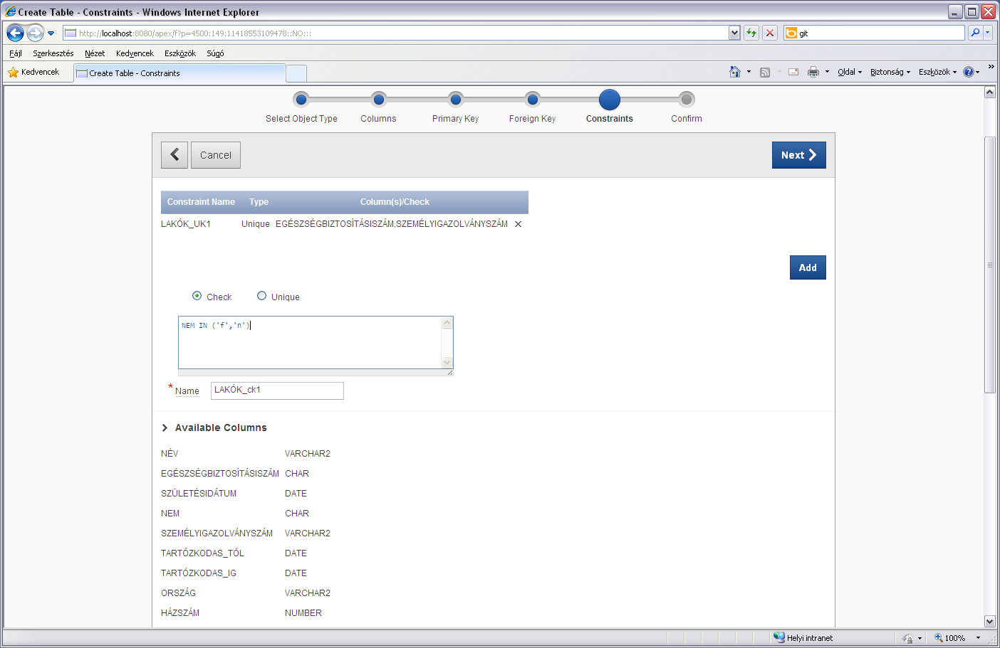 Create Table - Constraints - Windows Internet Explorer
http://localhost:8080/apex/f?p=4500:149:11418553109478::NO:::
git
Fájl Szerkesztés Nézet Kedvencek Eszközök Súgó
Kedvencek
Create Table - Constraints
Oldal Biztonság Eszközök »
Select Object Type Columns Primary Key Foreign Key Constraints Confirm
Cancel
Next
Constraint Name Type Column(s)/Check
LAKÓK_UK1 Unique EGÉSZSÉGBIZTOSÍTÁSISZÁM,SZEMÉLYIGAZOLVÁNYSZÁM
Add
Check Unique
NEM IN ('f','n')
* Name LAKÓK_ck1
Available Columns
NÉV VARCHAR2
EGÉSZSÉGBIZTOSÍTÁSISZÁM CHAR
SZÜLETÉSIDÁTUM DATE
NEM CHAR
SZEMÉLYIGAZOLVÁNYSZÁM VARCHAR2
TARTÓZKODAS_TÓL DATE
TARTÓZKODAS_IG DATE
ORSZÁG VARCHAR2
HÁZSZÁM NUMBER
Helyi intranet
100%